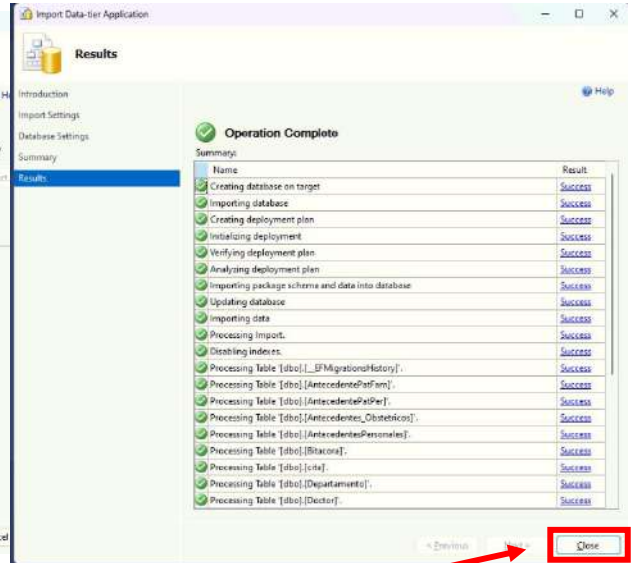 Import Data-tier Application
Results
Help
Introduction
Import Settings
Database Settings
Summary
Results
Operation Complete
Summary:
Name Result
Creating database on target Success
Importing database Success
Creating deployment plan Success
Initializing deployment Success
Verifying deployment plan Success
Analyzing deployment plan Success
Importing package schema and data into database Success
Updating database Success
Importing data Success
Processing Import. Success
Disabling indexes. Success
Processing Table '[dbo].[__EFMigrationsHistory]'. Success
Processing Table '[dbo].[AntecedentePatFam]'. Success
Processing Table '[dbo].[AntecedentePatPer]'. Success
Processing Table '[dbo].[Antecedentes_Obstetricos]'. Success
Processing Table '[dbo].[AntecedentesPersonales]'. Success
Processing Table '[dbo].[Bitacora]'. Success
Processing Table '[dbo].[cita]'. Success
Processing Table '[dbo].[Departamento]'. Success
Processing Table '[dbo].[Doctor]'. Success
< Previous Next > Close